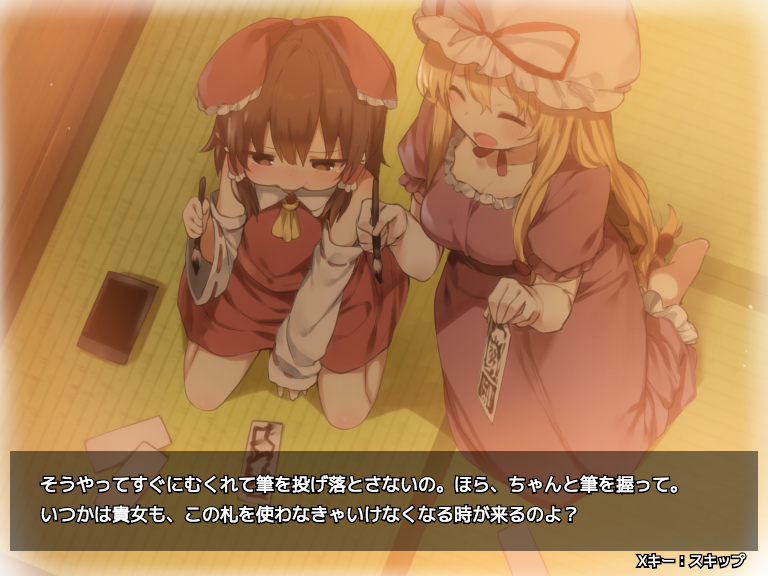 そうやってすぐにむくれて筆を投げ落とさないの。ほら、ちゃんと筆を握って。
いつかは貴女も、この札を使わなきゃいけなくなる時が来るのよ？
Xキー：スキップ